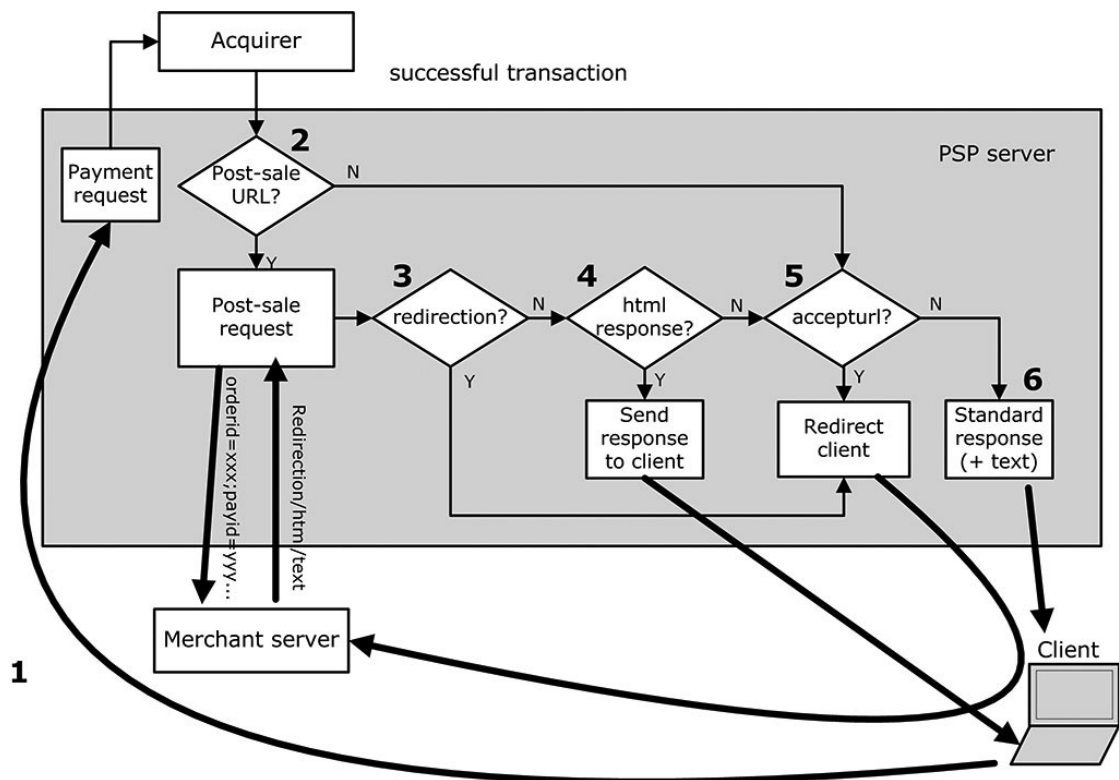 Acquirer
successful transaction
PSP server
Payment
request
2
Post-sale
URL?
N
Y
Post-sale
request
3
redirection?
N
Y
4
html
response?
N
Y
5
accepturl?
N
Y
6
Send
response
to client
Redirect
client
Standard
response
(+ text)
orderid=xxx;payid=yyy...
Redirection/htm/text
Merchant server
1
Client